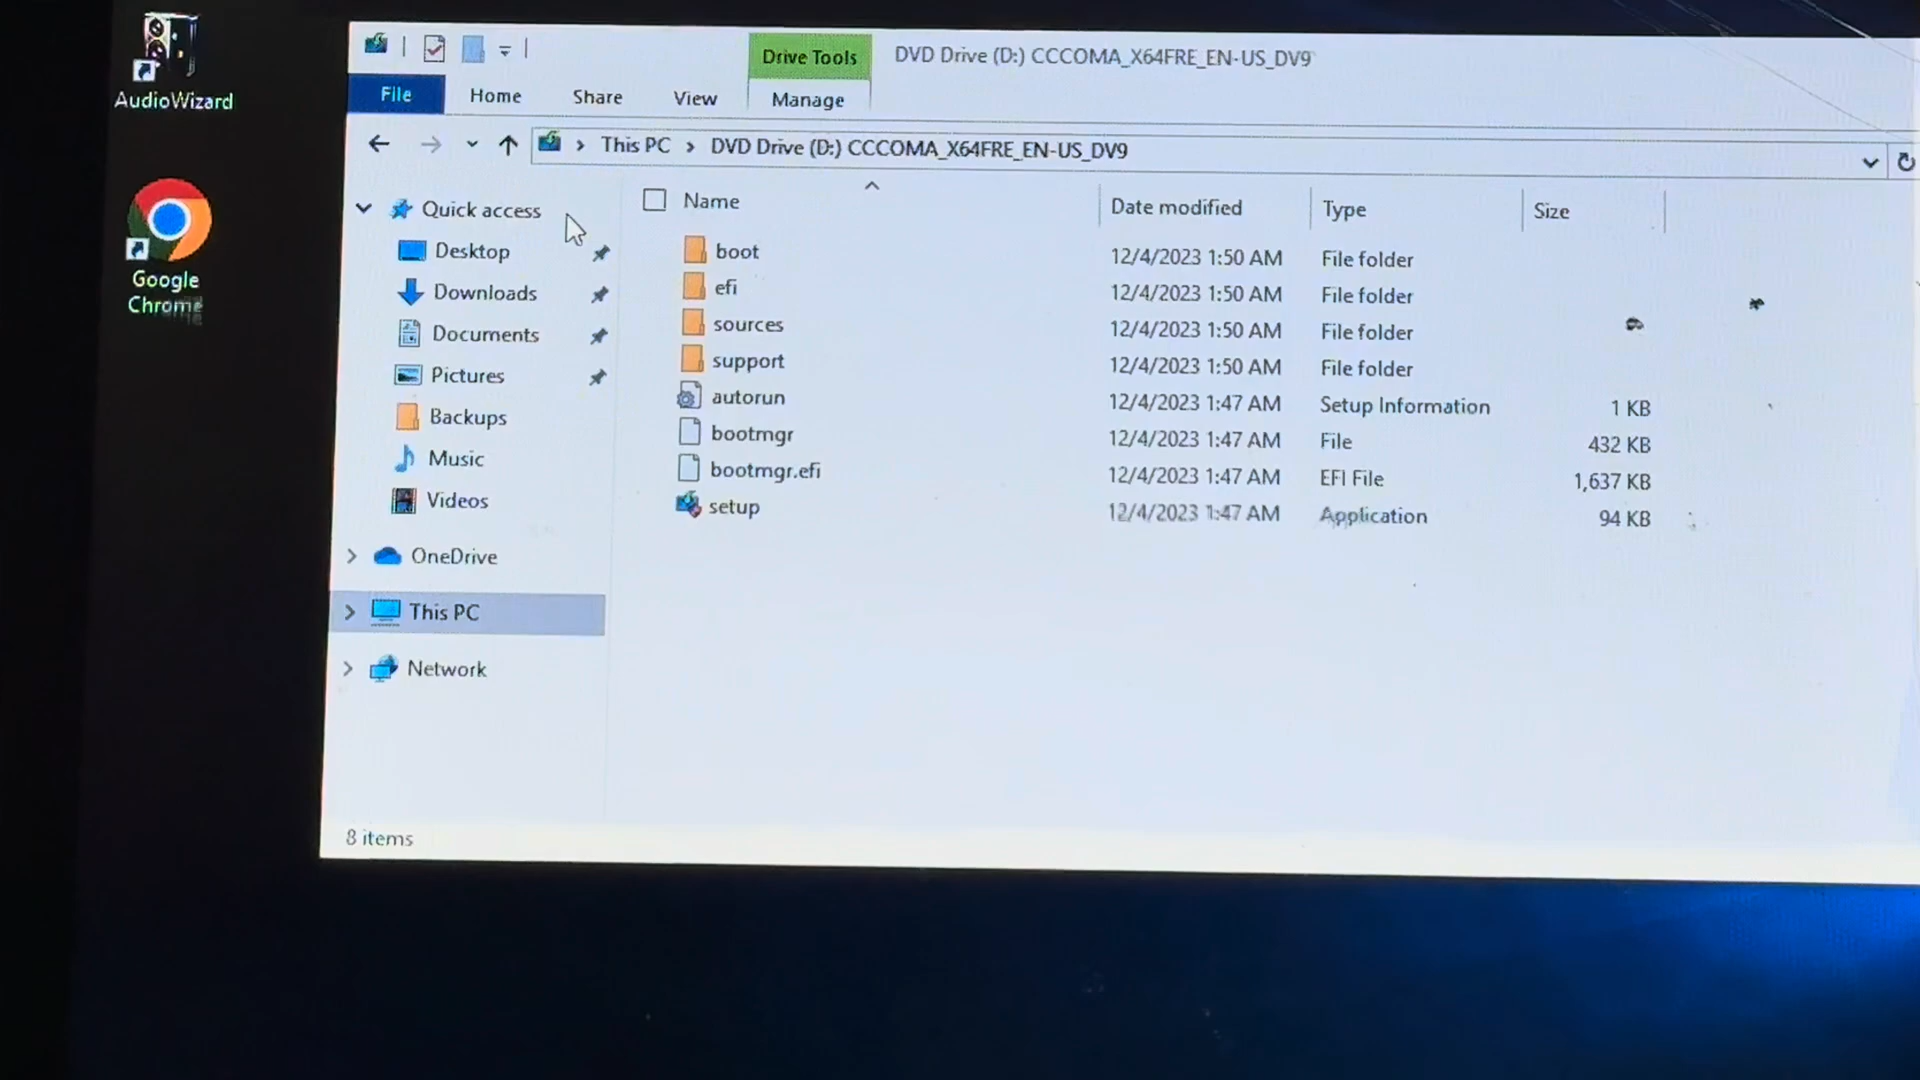 AudioWizard
Google
Chrome
Drive Tools
DVD Drive (D:) CCCOMA_X64FRE_EN-US_DV9
File
Home
Share
View
Manage
This PC > DVD Drive (D:) CCCOMA_X64FRE_EN-US_DV9
Quick access
Desktop
Downloads
Documents
Pictures
Backups
Music
Videos
OneDrive
This PC
Network
Name Date modified Type Size
boot 12/4/2023 1:50 AM File folder
efi 12/4/2023 1:50 AM File folder
sources 12/4/2023 1:50 AM File folder
support 12/4/2023 1:50 AM File folder
autorun 12/4/2023 1:47 AM Setup Information 1 KB
bootmgr 12/4/2023 1:47 AM File 432 KB
bootmgr.efi 12/4/2023 1:47 AM EFI File 1,637 KB
setup 12/4/2023 1:47 AM Application 94 KB
8 items